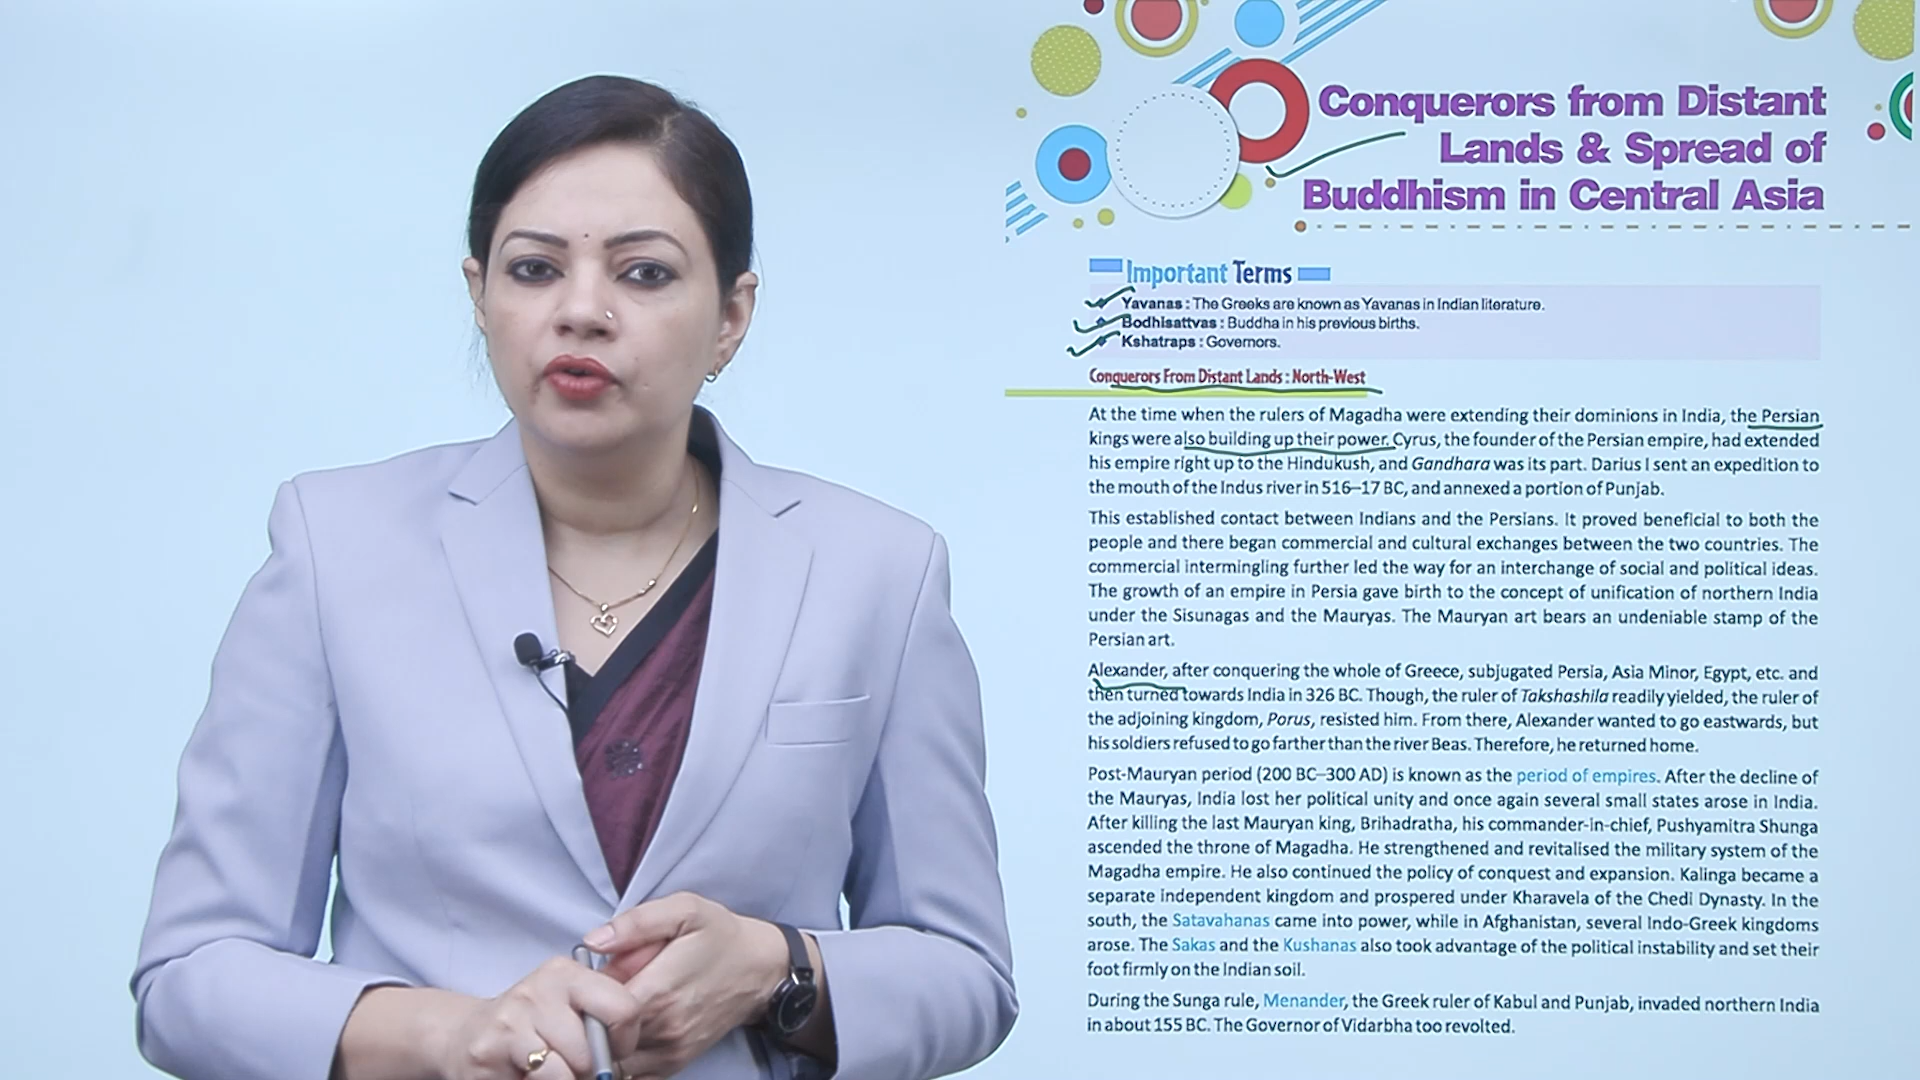 Conquerors from Distant
Lands & Spread of
Buddhism in Central Asia
Important Terms
Yavanas : The Greeks are known as Yavanas in Indian literature.
Bodhisattvas : Buddha in his previous births.
Kshatraps : Governors.
Conquerors From Distant Lands : North-West
At the time when the rulers of Magadha were extending their dominions in India, the Persian
kings were also building up their power. Cyrus, the founder of the Persian empire, had extended
his empire right up to the Hindukush, and Gandhara was its part. Darius I sent an expedition to
the mouth of the Indus river in 516–17 BC, and annexed a portion of Punjab.
This established contact between Indians and the Persians. It proved beneficial to both the
people and there began commercial and cultural exchanges between the two countries. The
commercial intermingling further led the way for an interchange of social and political ideas.
The growth of an empire in Persia gave birth to the concept of unification of northern India
under the Sisunagas and the Mauryas. The Mauryan art bears an undeniable stamp of the
Persian art.
Alexander, after conquering the whole of Greece, subjugated Persia, Asia Minor, Egypt, etc. and
then turned towards India in 326 BC. Though, the ruler of Takshashila readily yielded, the ruler of
the adjoining kingdom, Porus, resisted him. From there, Alexander wanted to go eastwards, but
his soldiers refused to go farther than the river Beas. Therefore, he returned home.
Post-Mauryan period (200 BC–300 AD) is known as the period of empires. After the decline of
the Mauryas, India lost her political unity and once again several small states arose in India.
After killing the last Mauryan king, Brihadratha, his commander-in-chief, Pushyamitra Shunga
ascended the throne of Magadha. He strengthened and revitalised the military system of the
Magadha empire. He also continued the policy of conquest and expansion. Kalinga became a
separate independent kingdom and prospered under Kharavela of the Chedi Dynasty. In the
south, the Satavahanas came into power, while in Afghanistan, several Indo-Greek kingdoms
arose. The Sakas and the Kushanas also took advantage of the political instability and set their
foot firmly on the Indian soil.
During the Sunga rule, Menander, the Greek ruler of Kabul and Punjab, invaded northern India
in about 155 BC. The Governor of Vidarbha too revolted.